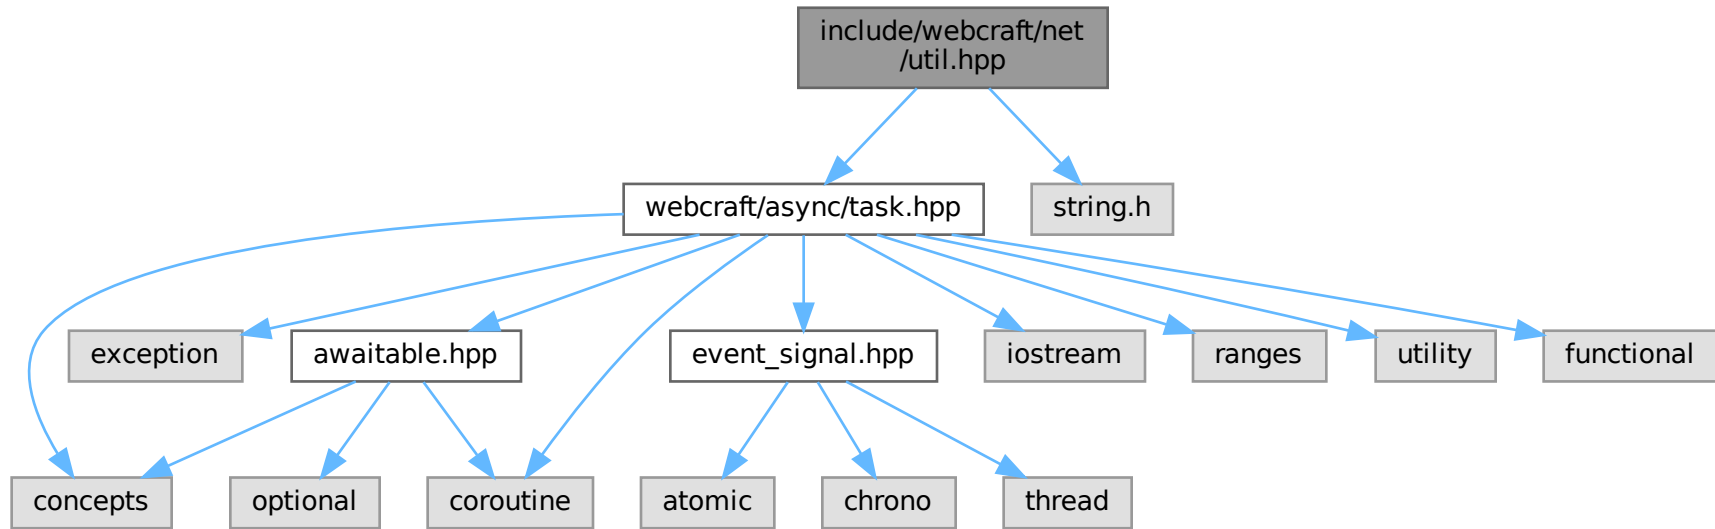 include/webcraft/net
/util.hpp
webcraft/async/task.hpp
string.h
exception
awaitable.hpp
event_signal.hpp
iostream
ranges
utility
functional
concepts
optional
coroutine
atomic
chrono
thread